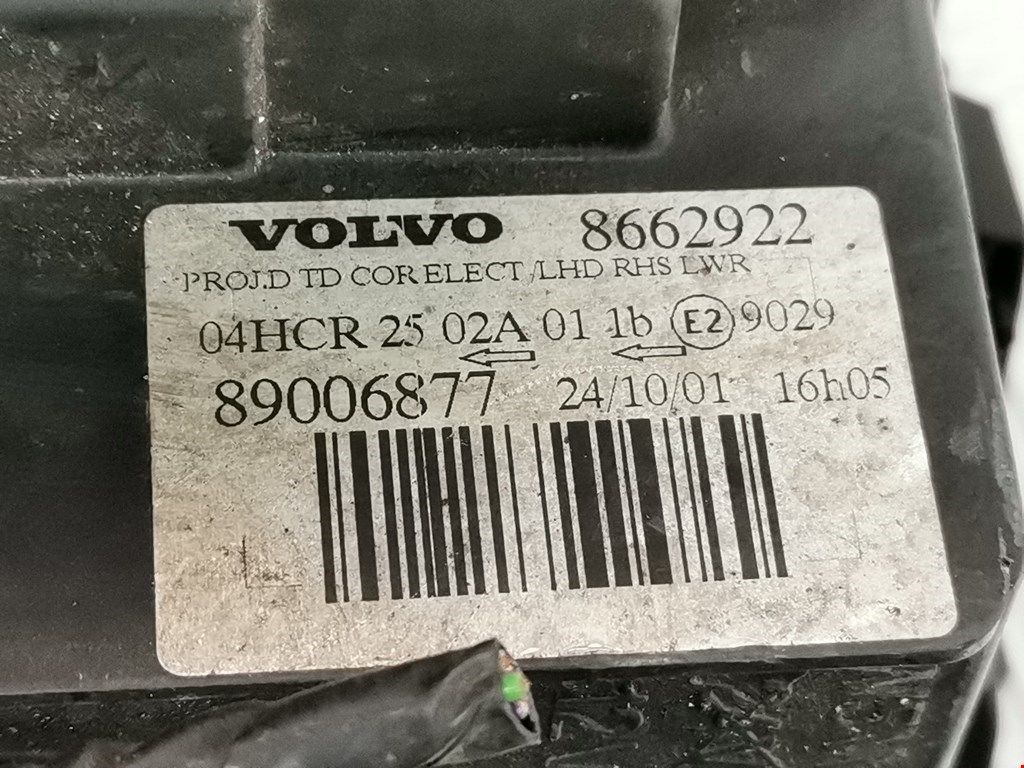 VOLVO 8662922
PROJ.D TD COR ELECT /LHD RHS LWR
04HCR 25 02A 01 1b E2 9029
89006877 24/10/01 16h05